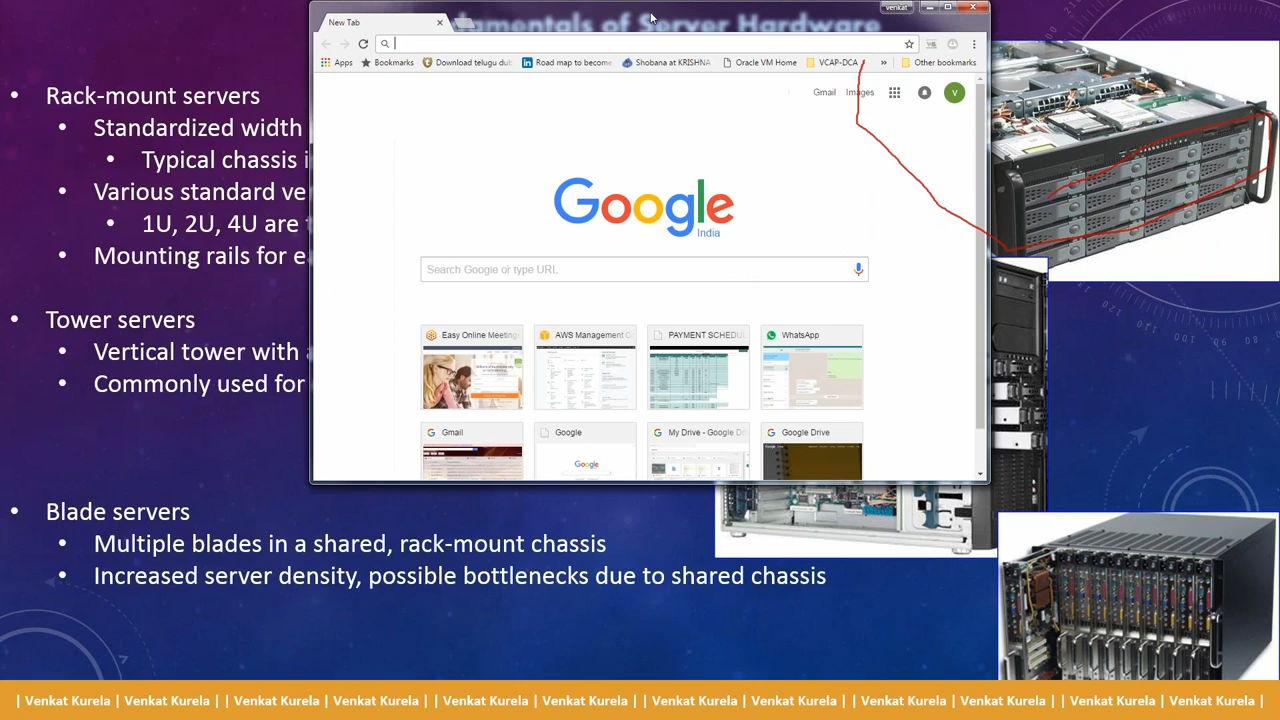 ndamentals of Server Hardware
venkat
New Tab
Apps Bookmarks Download telugu du Road map to become Shobana at KRISHNA Oracle VM Home VCAP-DCA » Other bookmarks
Gmail Images V
Google
India
Search Google or type URL
Easy Online Meeting AWS Management C PAYMENT SCHEDU WhatsApp
Gmail Google My Drive - Google Dr Google Drive
Google
• Rack-mount servers
• Standardized width
• Typical chassis i
• Various standard ve
• 1U, 2U, 4U are
• Mounting rails for e
• Tower servers
• Vertical tower with
• Commonly used for
• Blade servers
• Multiple blades in a shared, rack-mount chassis
• Increased server density, possible bottlenecks due to shared chassis
| Venkat Kurela | Venkat Kurela | | Venkat Kurela | Venkat Kurela | | Venkat Kurela | Venkat Kurela | | Venkat Kurela | Venkat Kurela | | Venkat Kurela | Venkat Kurela | | Venkat Kurela | Venkat Kurela |